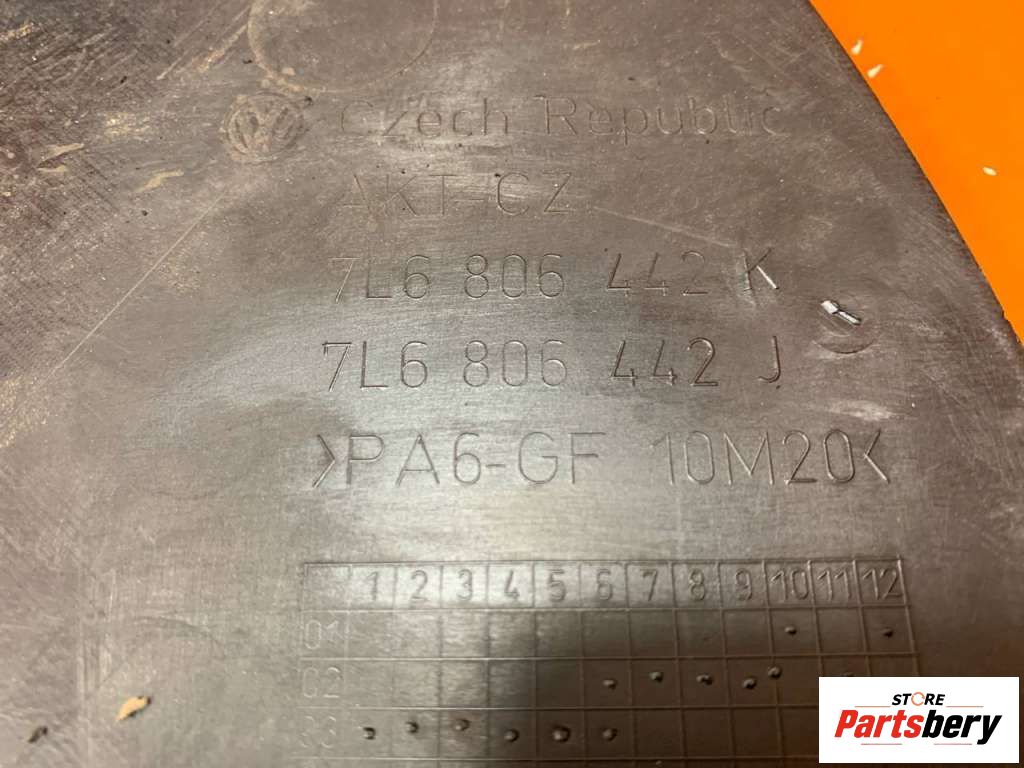 Czech Republic
AKT-CZ
7L6 806 442 K
7L6 806 442 J
>PA6-GF 10M20<
1 2 3 4 5 6 7 8 9 10 11 12
01
02
03
STORE
Partsbery